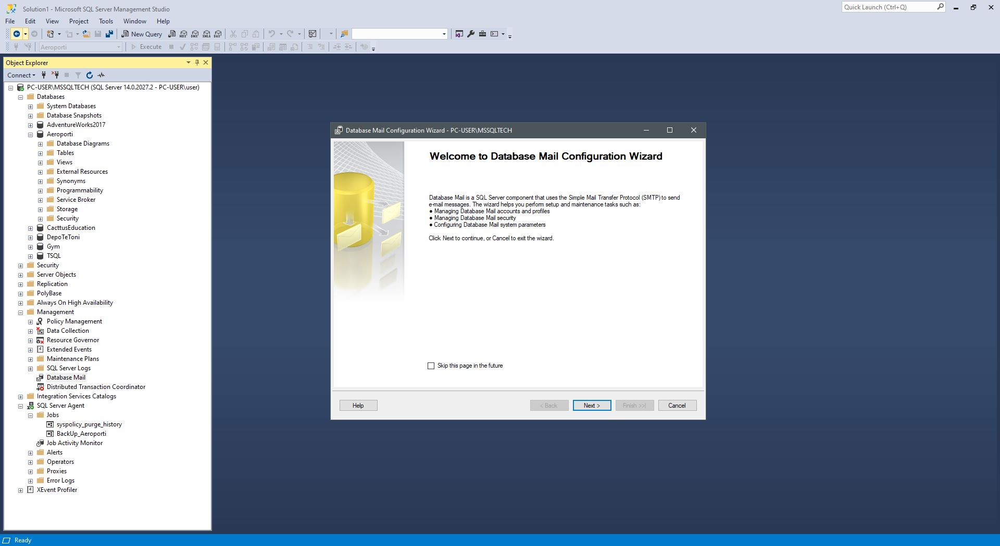 Solution1 - Microsoft SQL Server Management Studio
Quick Launch (Ctrl+Q)
File Edit View Project Tools Window Help
New Query MDX DMX XMLA DAX
Aeroporti Execute
Object Explorer
Connect
PC-USER\MSSQLTECH (SQL Server 14.0.2027.2 - PC-USER\user)
Databases
System Databases
Database Snapshots
AdventureWorks2017
Aeroporti
Database Diagrams
Tables
Views
External Resources
Synonyms
Programmability
Service Broker
Storage
Security
CacttusEducation
DepoTeToni
Gym
TSQL
Security
Server Objects
Replication
PolyBase
Always On High Availability
Management
Policy Management
Data Collection
Resource Governor
Extended Events
Maintenance Plans
SQL Server Logs
Database Mail
Distributed Transaction Coordinator
Integration Services Catalogs
SQL Server Agent
Jobs
syspolicy_purge_history
BackUp_Aeroporti
Job Activity Monitor
Alerts
Operators
Proxies
Error Logs
XEvent Profiler
Database Mail Configuration Wizard - PC-USER\MSSQLTECH
Welcome to Database Mail Configuration Wizard
Database Mail is a SQL Server component that uses the Simple Mail Transfer Protocol (SMTP) to send
e-mail messages. The wizard helps you perform setup and maintenance tasks such as:
● Managing Database Mail accounts and profiles
● Managing Database Mail security
● Configuring Database Mail system parameters
Click Next to continue, or Cancel to exit the wizard.
Skip this page in the future
Help < Back Next > Finish >>| Cancel
Ready